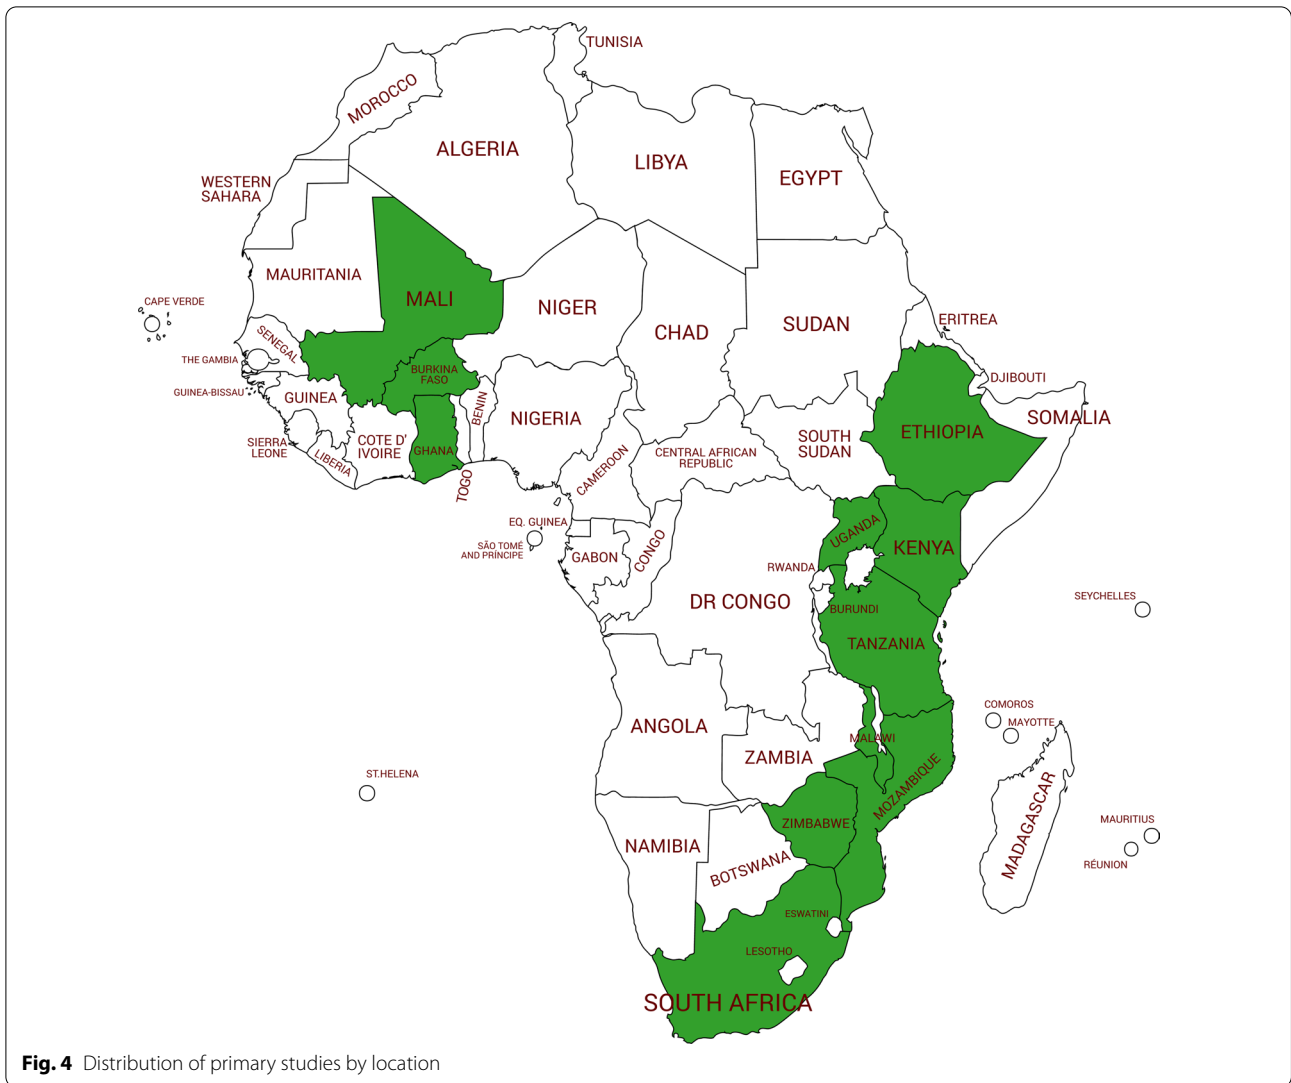 TUNISIA
MOROCCO
ALGERIA
LIBYA
EGYPT
WESTERN
SAHARA
MAURITANIA
MALI
NIGER
CHAD
SUDAN
ERITREA
CAPE VERDE
SENEGAL
THE GAMBIA
GUINEA-BISSAU
GUINEA
BURKINA
FASO
BENIN
NIGERIA
DJIBOUTI
SOMALIA
ETHIOPIA
SOUTH
SUDAN
SIERRA
LEONE
LIBERIA
COTE D'
IVOIRE
GHANA
TOGO
CAMEROON
CENTRAL AFRICAN
REPUBLIC
EQ. GUINEA
SÃO TOMÉ
AND PRÍNCIPE
GABON
CONGO
UGANDA
KENYA
RWANDA
DR CONGO
BURUNDI
TANZANIA
SEYCHELLES
COMOROS
MAYOTTE
ANGOLA
ZAMBIA
MALAWI
MOZAMBIQUE
ST.HELENA
ZIMBABWE
NAMIBIA
BOTSWANA
MADAGASCAR
MAURITIUS
RÉUNION
ESWATINI
LESOTHO
SOUTH AFRICA
Fig. 4 Distribution of primary studies by location